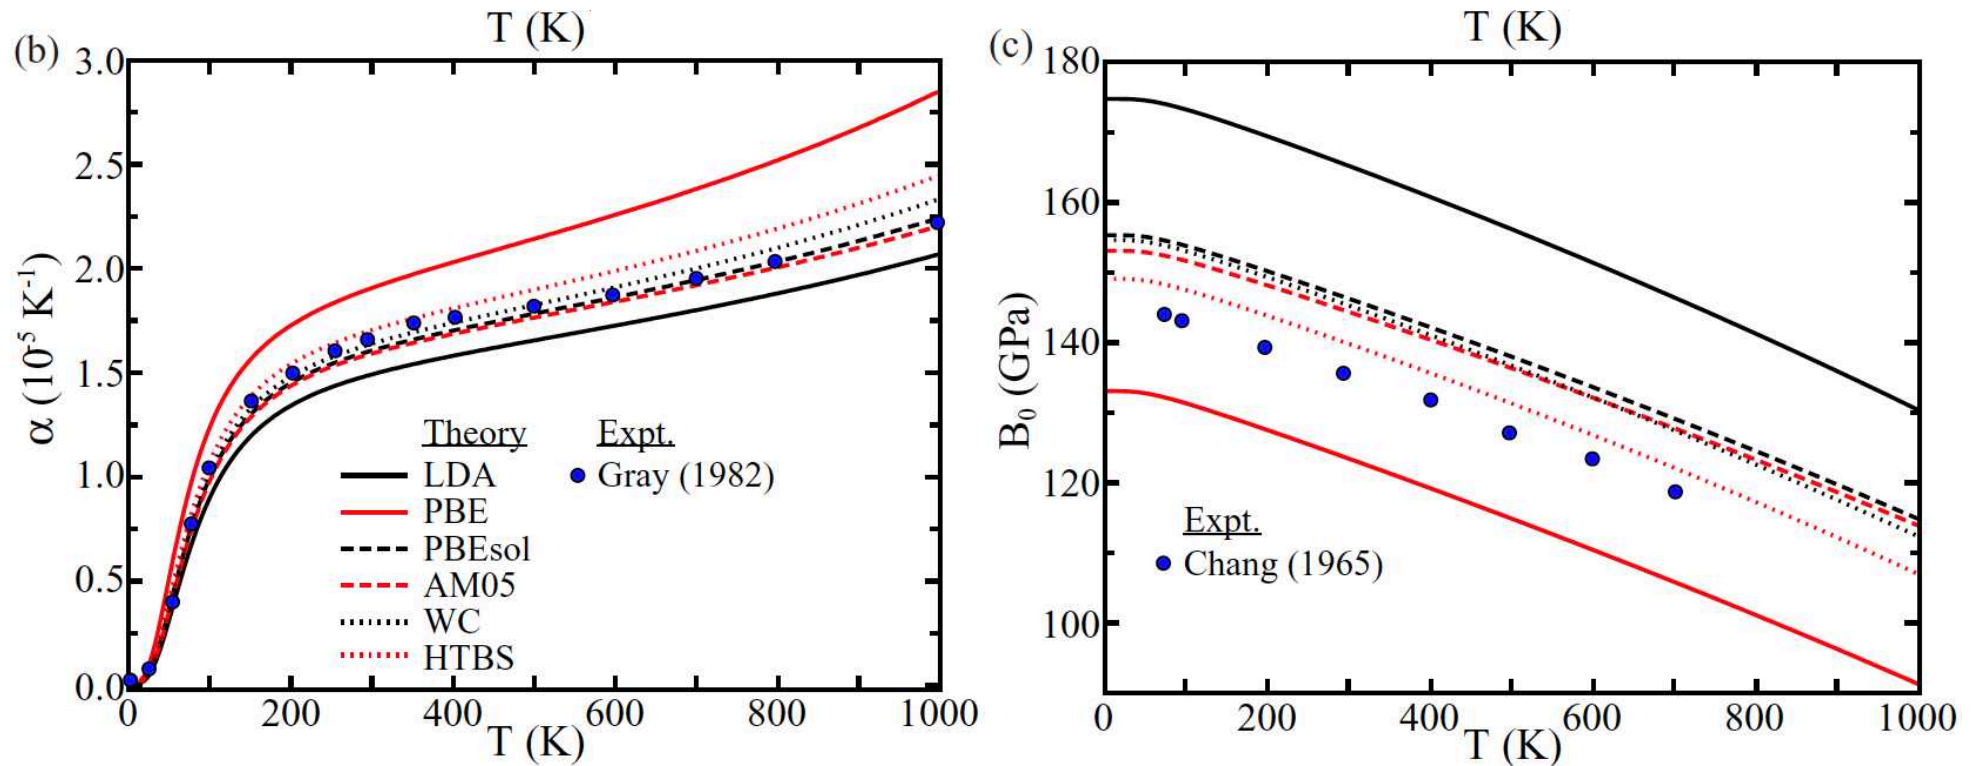 T (K)
(b)
3.0
2.5
2.0
1.5
1.0
0.5
0.0
α (10-5 K-1)
Theory Expt.
LDA Gray (1982)
PBE
PBEsol
AM05
WC
HTBS
0 200 400 600 800 1000
T (K)
T (K)
(c)
180
160
140
120
100
B0 (GPa)
Expt.
Chang (1965)
0 200 400 600 800 1000
T (K)